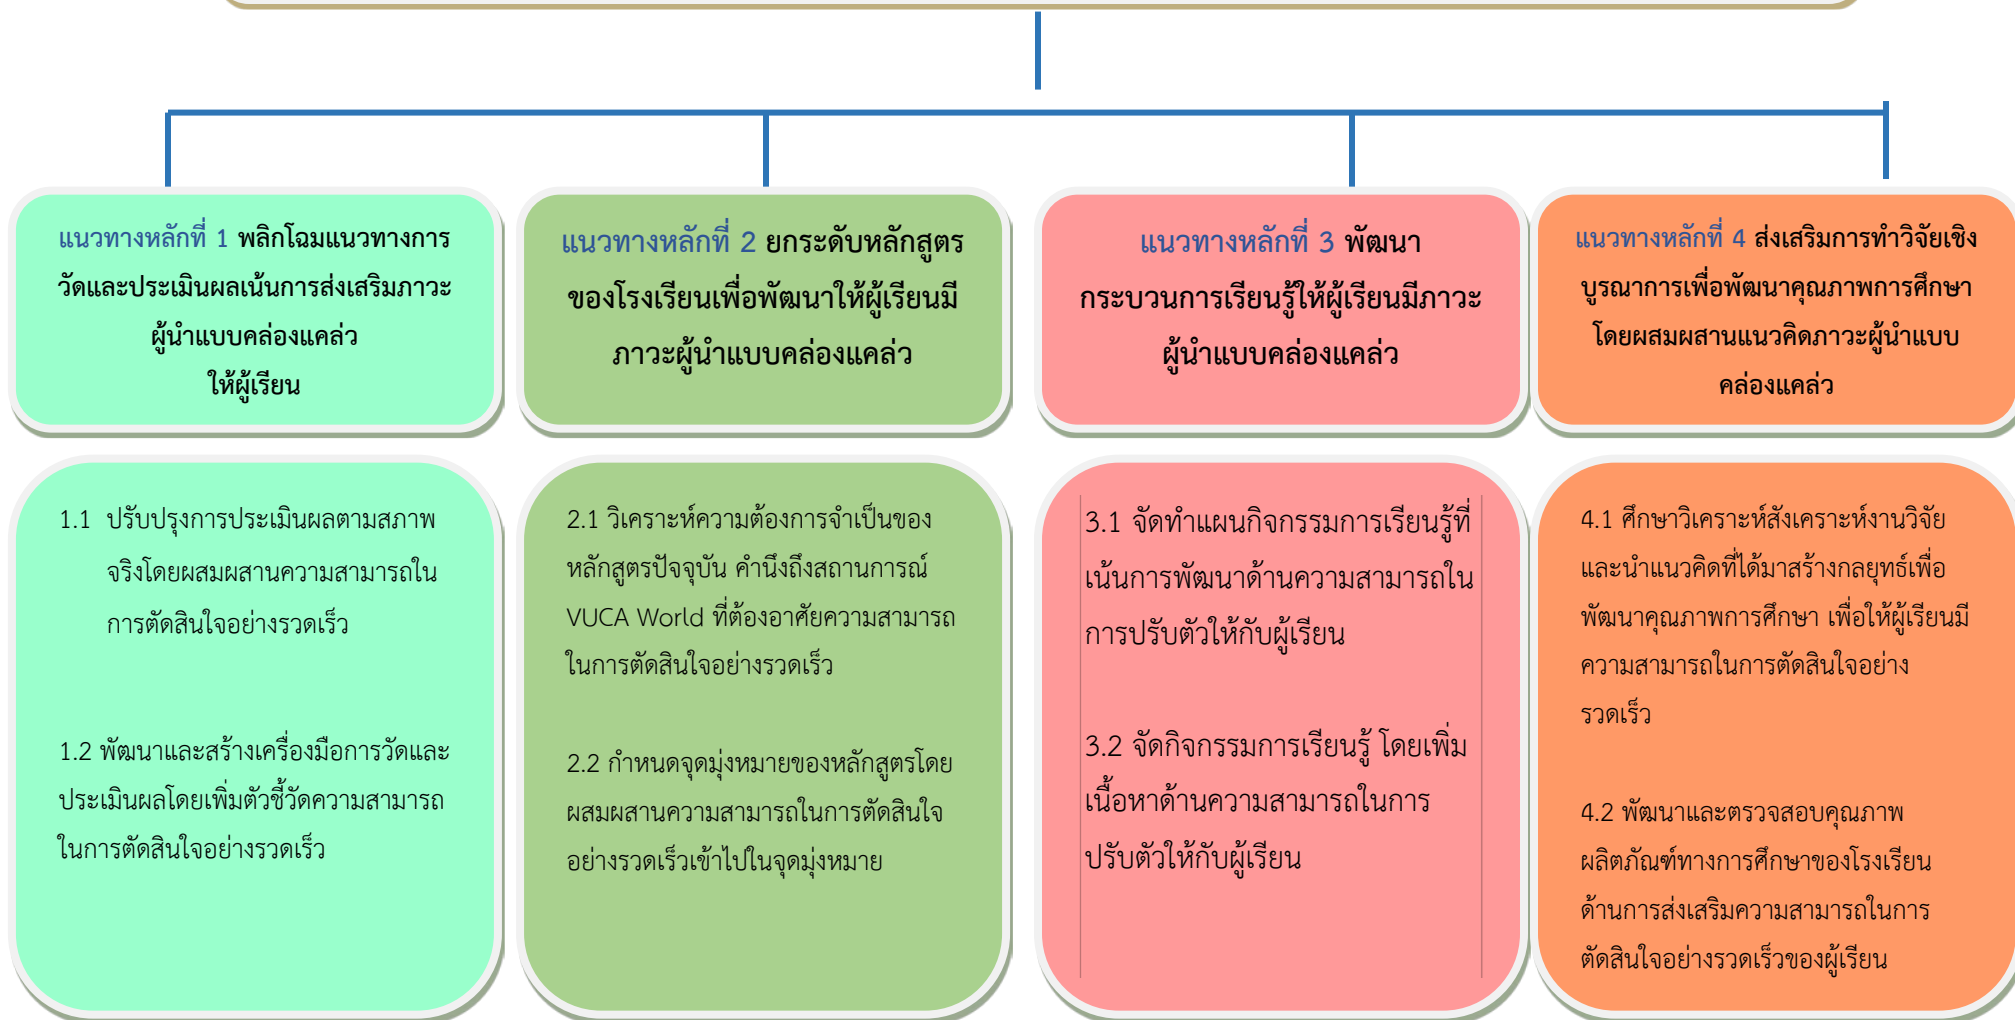 แนวทางหลักที่ 1 พลิกโฉมแนวทางการ
วัดและประเมินผลเน้นการส่งเสริมภาวะ
ผู้นำแบบคล่องแคล่ว
ให้ผู้เรียน
แนวทางหลักที่ 2 ยกระดับหลักสูตร
ของโรงเรียนเพื่อพัฒนาให้ผู้เรียนมี
ภาวะผู้นำแบบคล่องแคล่ว
แนวทางหลักที่ 3 พัฒนา
กระบวนการเรียนรู้ให้ผู้เรียนมีภาวะ
ผู้นำแบบคล่องแคล่ว
แนวทางหลักที่ 4 ส่งเสริมการทำวิจัยเชิง
บูรณาการเพื่อพัฒนาคุณภาพการศึกษา
โดยผสมผสานแนวคิดภาวะผู้นำแบบ
คล่องแคล่ว
1.1 ปรับปรุงการประเมินผลตามสภาพ
จริงโดยผสมผสานความสามารถใน
การตัดสินใจอย่างรวดเร็ว
1.2 พัฒนาและสร้างเครื่องมือการวัดและ
ประเมินผลโดยเพิ่มตัวชี้วัดความสามารถ
ในการตัดสินใจอย่างรวดเร็ว
2.1 วิเคราะห์ความต้องการจำเป็นของ
หลักสูตรปัจจุบัน คำนึงถึงสถานการณ์
VUCA World ที่ต้องอาศัยความสามารถ
ในการตัดสินใจอย่างรวดเร็ว
2.2 กำหนดจุดมุ่งหมายของหลักสูตรโดย
ผสมผสานความสามารถในการตัดสินใจ
อย่างรวดเร็วเข้าไปในจุดมุ่งหมาย
3.1 จัดทำแผนกิจกรรมการเรียนรู้ที่
เน้นการพัฒนาด้านความสามารถใน
การปรับตัวให้กับผู้เรียน
3.2 จัดกิจกรรมการเรียนรู้ โดยเพิ่ม
เนื้อหาด้านความสามารถในการ
ปรับตัวให้กับผู้เรียน
4.1 ศึกษาวิเคราะห์สังเคราะห์งานวิจัย
และนำแนวคิดที่ได้มาสร้างกลยุทธ์เพื่อ
พัฒนาคุณภาพการศึกษา เพื่อให้ผู้เรียนมี
ความสามารถในการตัดสินใจอย่าง
รวดเร็ว
4.2 พัฒนาและตรวจสอบคุณภาพ
ผลิตภัณฑ์ทางการศึกษาของโรงเรียน
ด้านการส่งเสริมความสามารถในการ
ตัดสินใจอย่างรวดเร็วของผู้เรียน